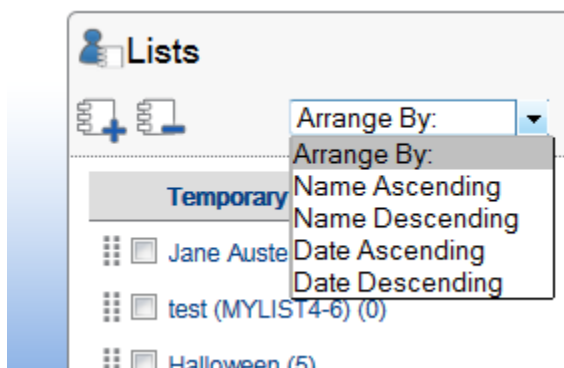 Lists
Arrange By:
Arrange By:
Name Ascending
Name Descending
Date Ascending
Date Descending
Temporary
Jane Auste
test (MYLIST4-6) (0)
Halloween (5)